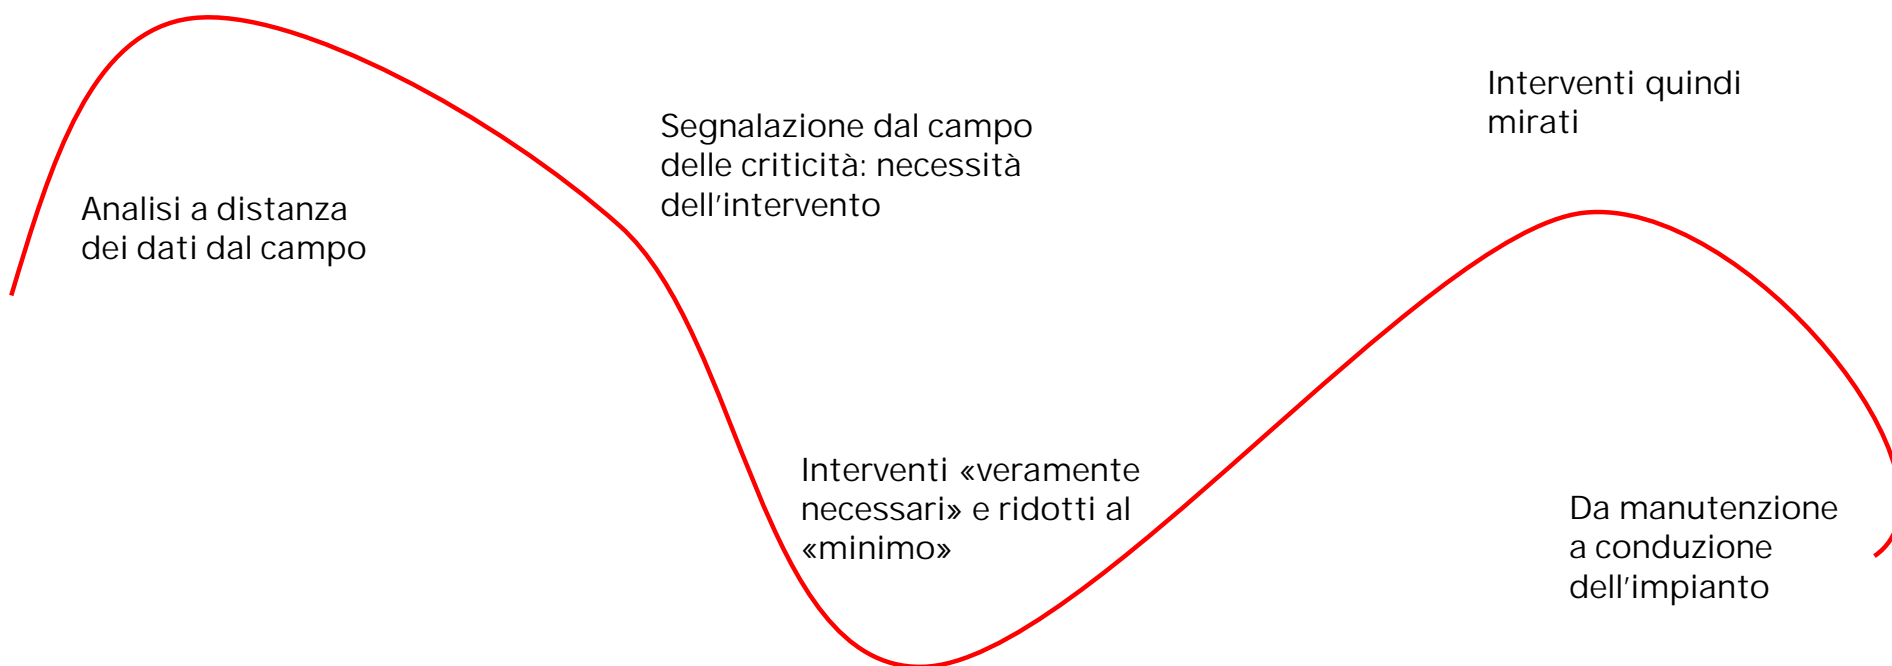 Analisi a distanza
dei dati dal campo
Segnalazione dal campo
delle criticità: necessità
dell’intervento
Interventi «veramente
necessari» e ridotti al
«minimo»
Interventi quindi
mirati
Da manutenzione
a conduzione
dell’impianto